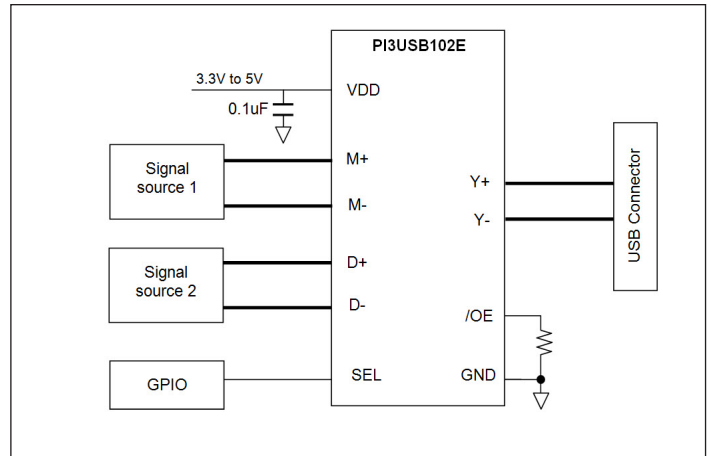 PI3USB102E
3.3V to 5V
VDD
0.1uF
M+
Signal
source 1
M-
Y+
Y-
USB Connector
D+
Signal
source 2
D-
/OE
GPIO
SEL
GND